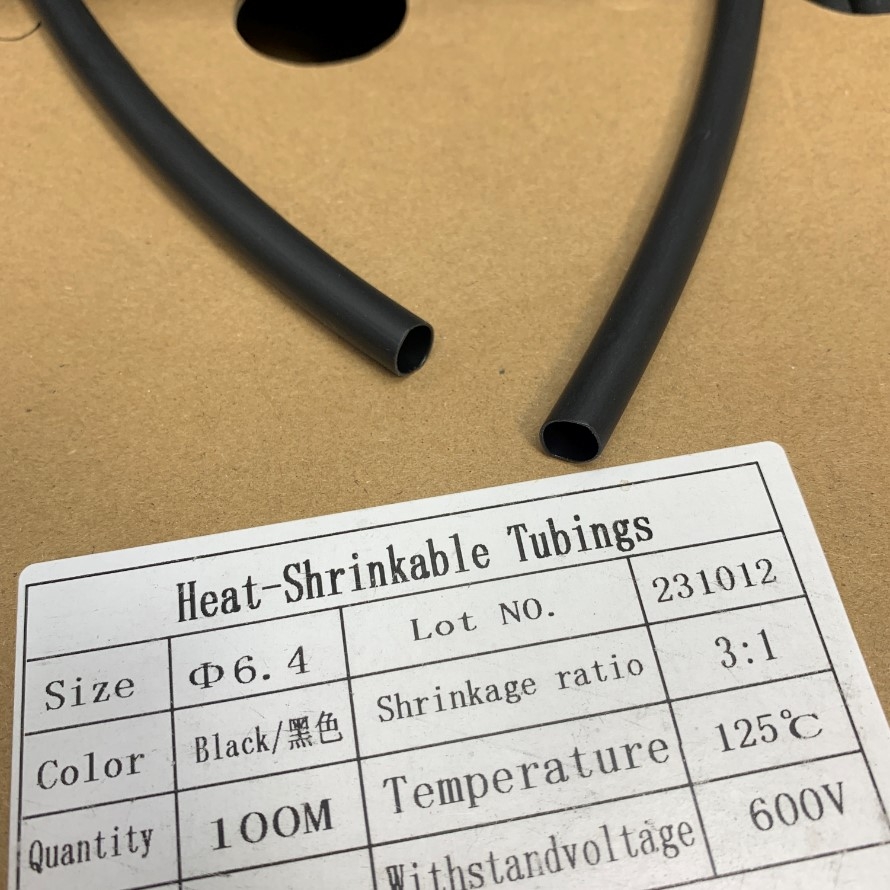 Heat-Shrinkable Tubings
Size Φ6.4 Lot NO. 231012
Color Black/黑色 Shrinkage ratio 3:1
Quantity 100M Temperature 125℃
Withstandvoltage 600V